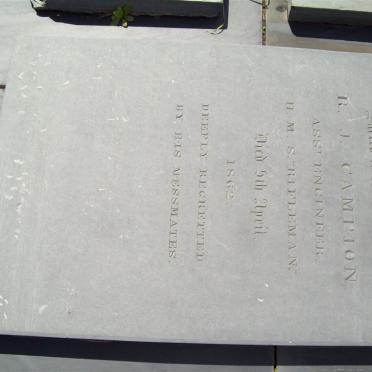 R. J. CAMPION
ASST ENGINEER.
H. M. S. RIFLEMAN.
Died 5th April
1862.
DEEPLY REGRETTED
BY HIS MESSMATES.